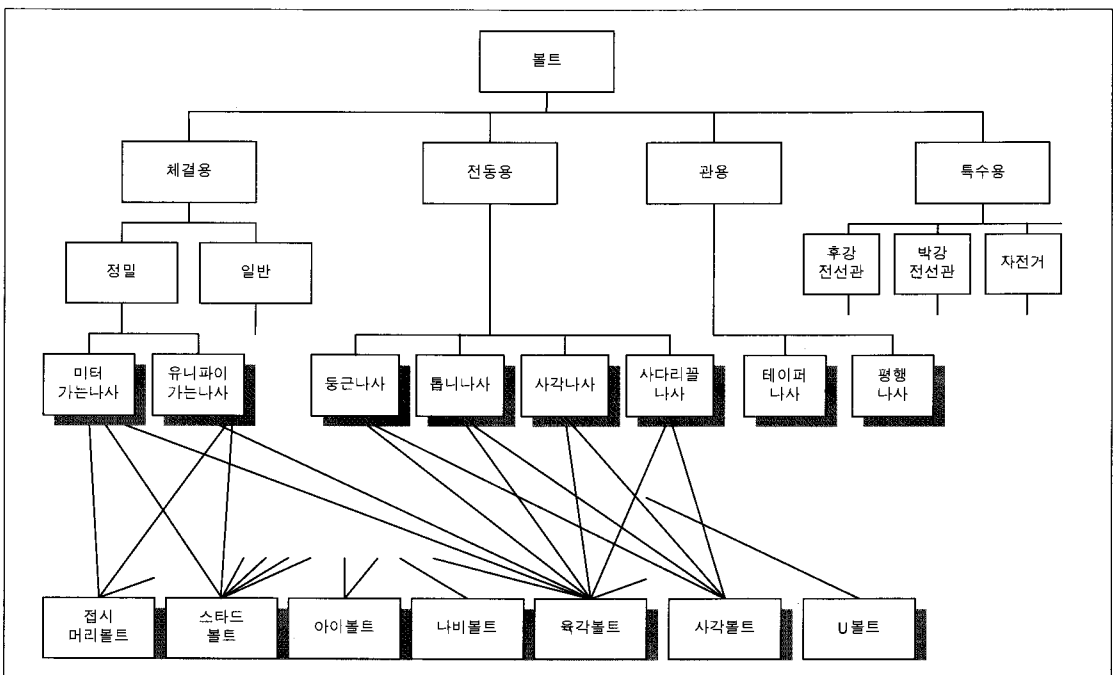 볼트
체결용
전동용
관용
특수용
정밀
일반
후강
전선관
박강
전선관
자전거
미터
가는나사
유니파이
가는나사
둥근나사
톱니나사
사각나사
사다리꼴
나사
테이퍼
나사
평행
나사
접시
머리볼트
스타드
볼트
아이볼트
나비볼트
육각볼트
사각볼트
U볼트